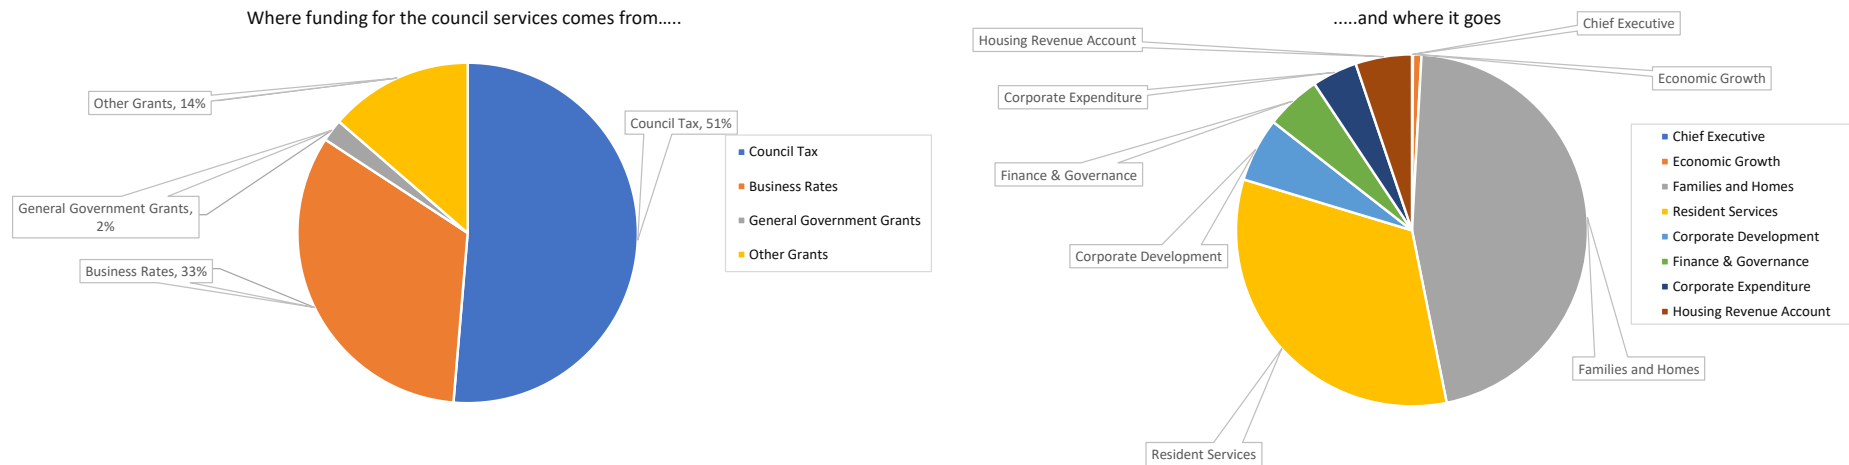 Where funding for the council services comes from.....
Other Grants, 14%
Council Tax, 51%
General Government Grants,
2%
Business Rates, 33%
Council Tax
Business Rates
General Government Grants
Other Grants
.....and where it goes
Chief Executive
Housing Revenue Account
Economic Growth
Corporate Expenditure
Finance & Governance
Corporate Development
Families and Homes
Resident Services
Chief Executive
Economic Growth
Families and Homes
Resident Services
Corporate Development
Finance & Governance
Corporate Expenditure
Housing Revenue Account